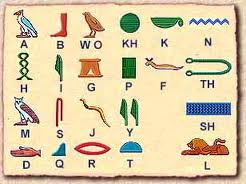 A B WO KH K N
H I G P F TH
M S J Y SH
D Q R T L